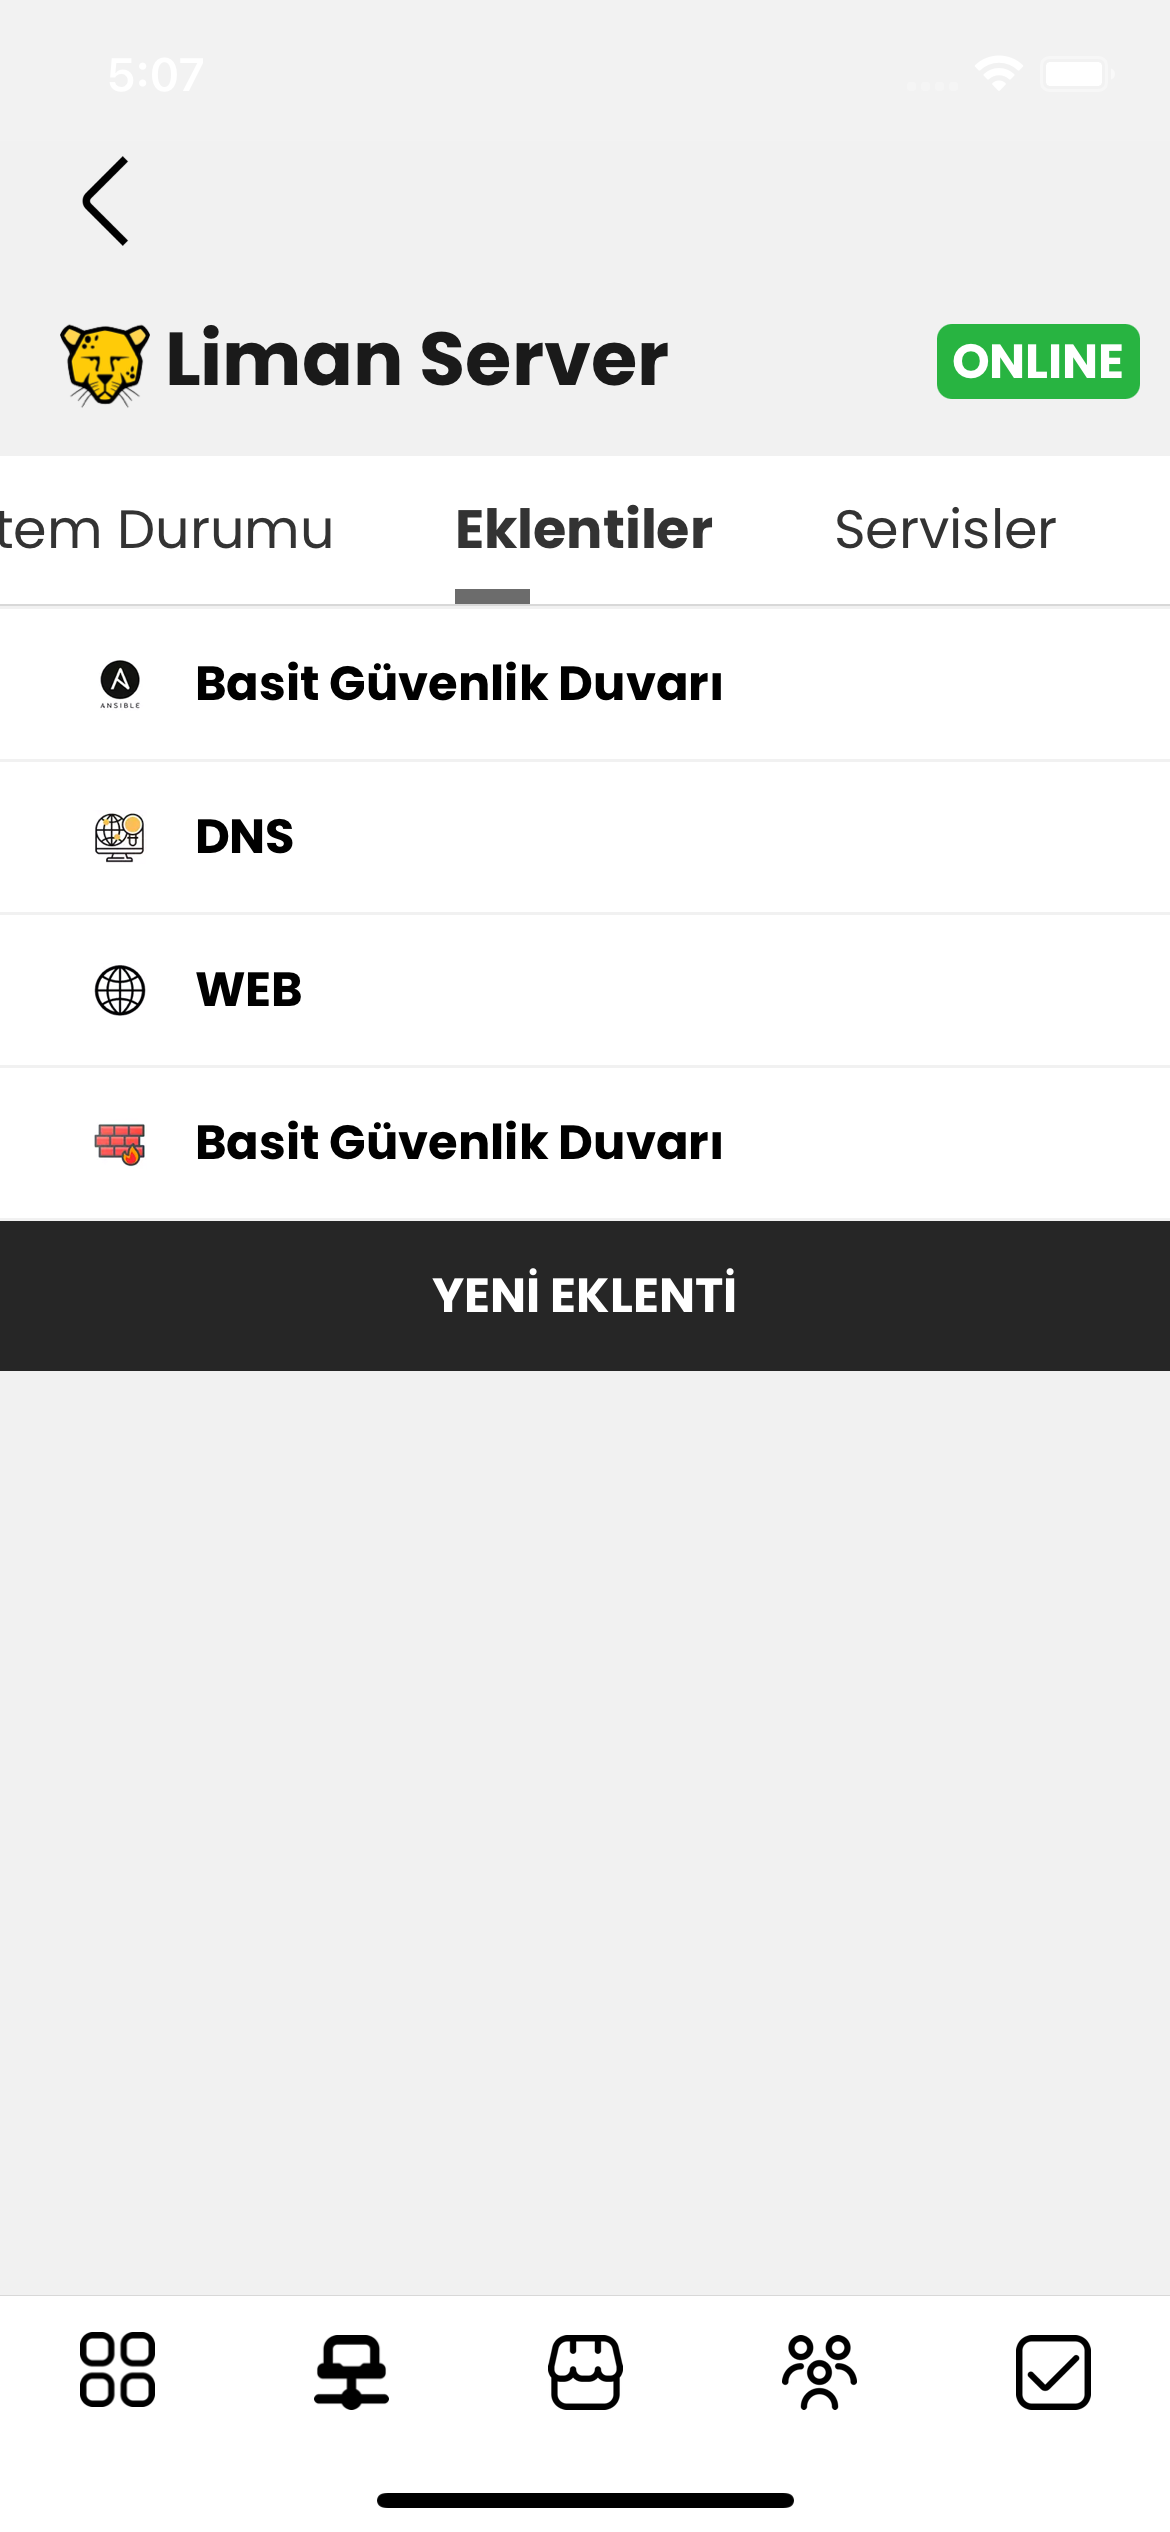 5:07
Liman Server
ONLINE
tem Durumu
Eklentiler
Servisler
ANSIBLE
Basit Güvenlik Duvarı
DNS
WEB
Basit Güvenlik Duvarı
YENİ EKLENTİ